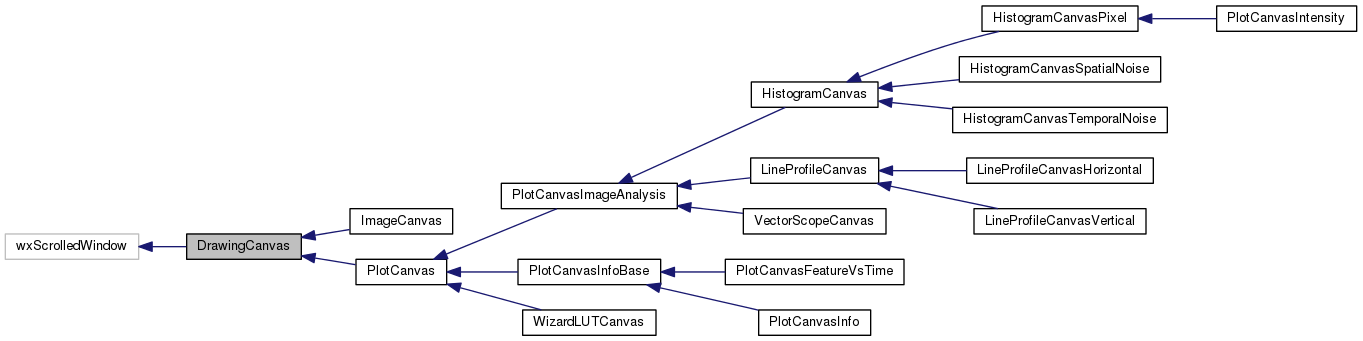 HistogramCanvasPixel
PlotCanvasIntensity
HistogramCanvasSpatialNoise
HistogramCanvas
HistogramCanvasTemporalNoise
LineProfileCanvas
LineProfileCanvasHorizontal
PlotCanvasImageAnalysis
VectorScopeCanvas
LineProfileCanvasVertical
ImageCanvas
wxScrolledWindow
DrawingCanvas
PlotCanvas
PlotCanvasInfoBase
PlotCanvasFeatureVsTime
WizardLUTCanvas
PlotCanvasInfo